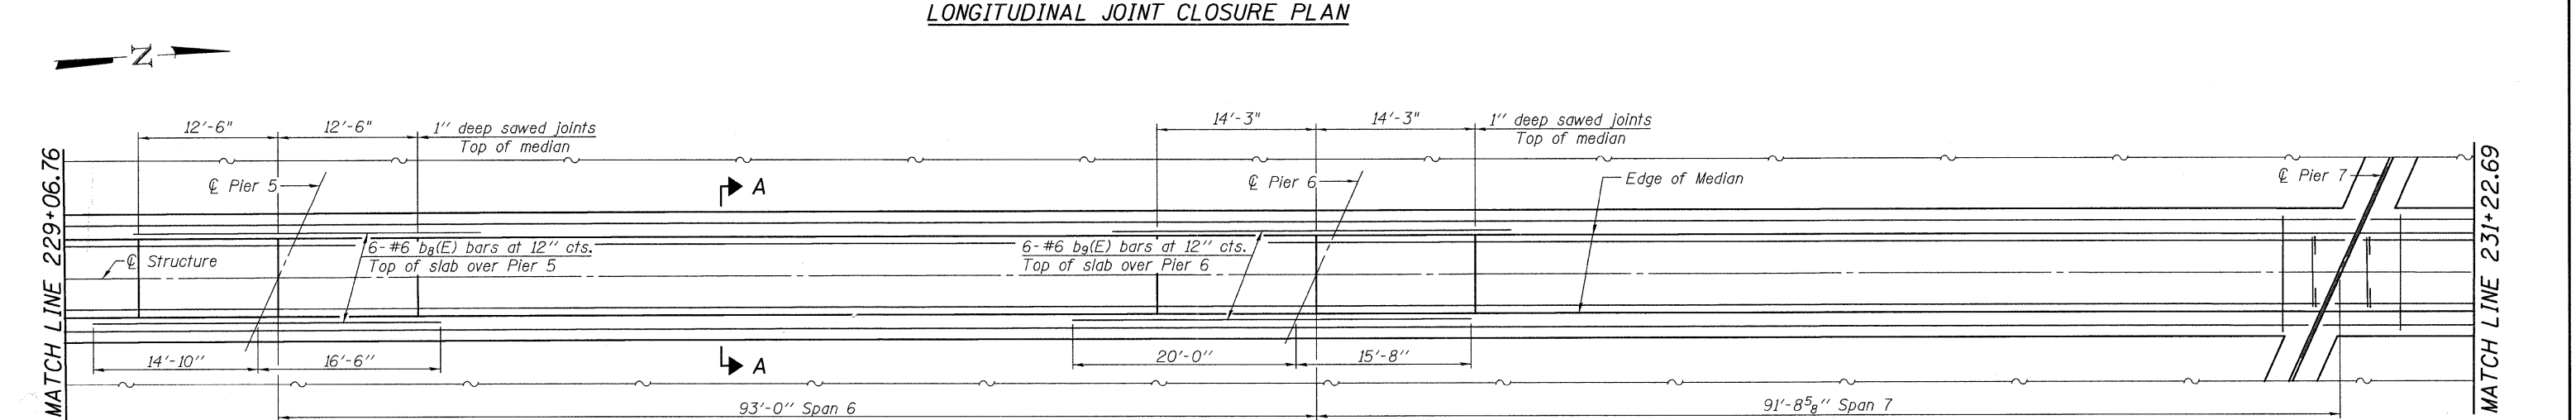 LONGITUDINAL JOINT CLOSURE PLAN
N
12'-6"
12'-6"
1" deep sawed joints
Top of median
14'-3"
14'-3"
1" deep sawed joints
Top of median
MATCH LINE 229+06.76
℄ Pier 5
A
℄ Pier 6
Edge of Median
℄ Pier 7
MATCH LINE 231+22.69
℄ Structure
6-#6 b8(E) bars at 12" cts.
Top of slab over Pier 5
6-#6 b9(E) bars at 12" cts.
Top of slab over Pier 6
14'-10"
16'-6"
A
20'-0"
15'-8"
93'-0" Span 6
91'-8⅝" Span 7